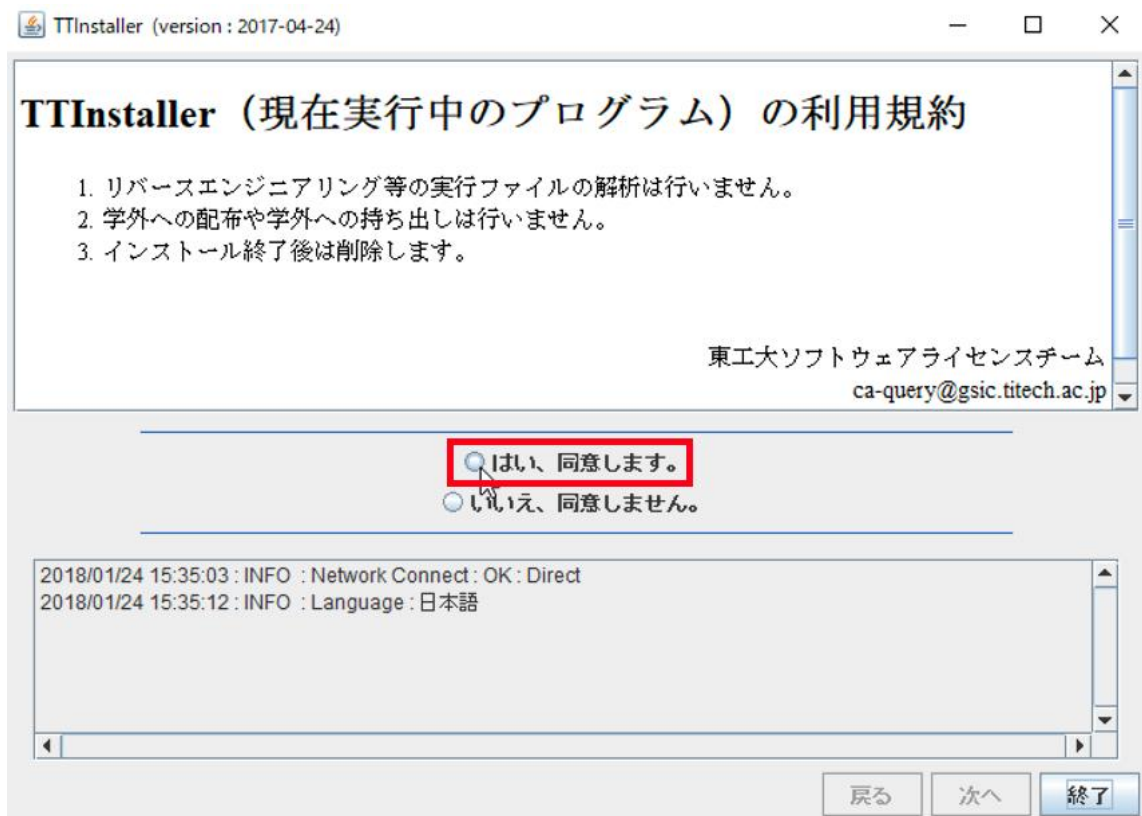 TTInstaller (version : 2017-04-24)
TTInstaller（現在実行中のプログラム）の利用規約
1. リバースエンジニアリング等の実行ファイルの解析は行いません。
2. 学外への配布や学外への持ち出しは行いません。
3. インストール終了後は削除します。
東工大ソフトウェアライセンスチーム
ca-query@gsic.titech.ac.jp
はい、同意します。
いいえ、同意しません。
2018/01/24 15:35:03 : INFO : Network Connect : OK : Direct
2018/01/24 15:35:12 : INFO : Language : 日本語
戻る 次へ 終了